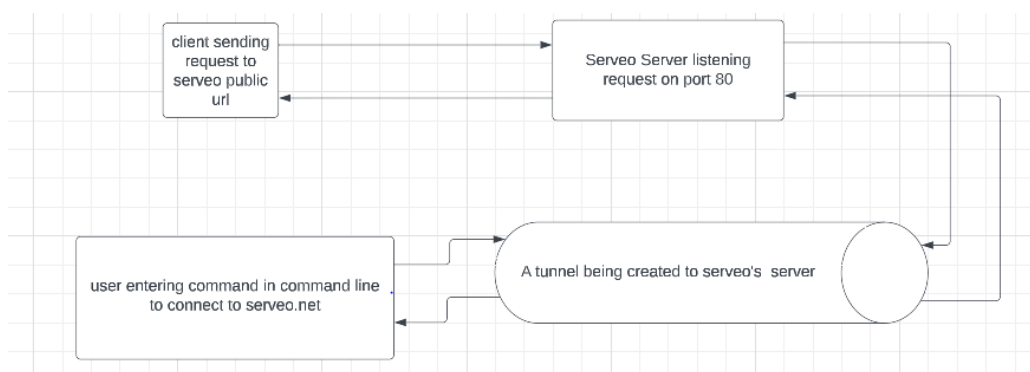 client sending
request to
serveo public
url
Serveo Server listening
request on port 80
A tunnel being created to serveo's server
user entering command in command line
to connect to serveo.net